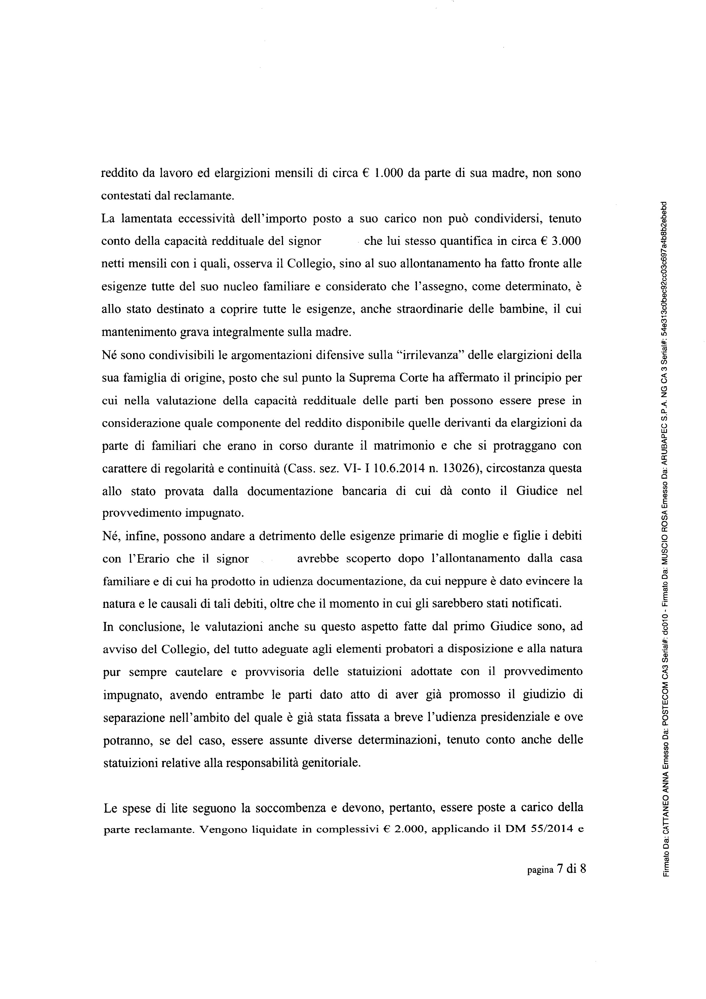 reddito da lavoro ed elargizioni mensili di circa € 1.000 da parte di sua madre, non sono
contestati dal reclamante.
La lamentata eccessività dell'importo posto a suo carico non può condividersi, tenuto
conto della capacità reddituale del signor che lui stesso quantifica in circa € 3.000
netti mensili con i quali, osserva il Collegio, sino al suo allontanamento ha fatto fronte alle
esigenze tutte del suo nucleo familiare e considerato che l'assegno, come determinato, è
allo stato destinato a coprire tutte le esigenze, anche straordinarie delle bambine, il cui
mantenimento grava integralmente sulla madre.
Né sono condivisibili le argomentazioni difensive sulla “irrilevanza” delle elargizioni della
sua famiglia di origine, posto che sul punto la Suprema Corte ha affermato il principio per
cui nella valutazione della capacità reddituale delle parti ben possono essere prese in
considerazione quale componente del reddito disponibile quelle derivanti da elargizioni da
parte di familiari che erano in corso durante il matrimonio e che si protraggano con
carattere di regolarità e continuità (Cass. sez. VI- I 10.6.2014 n. 13026), circostanza questa
allo stato provata dalla documentazione bancaria di cui dà conto il Giudice nel
provvedimento impugnato.
Né, infine, possono andare a detrimento delle esigenze primarie di moglie e figlie i debiti
con l'Erario che il signor avrebbe scoperto dopo l'allontanamento dalla casa
familiare e di cui ha prodotto in udienza documentazione, da cui neppure è dato evincere la
natura e le causali di tali debiti, oltre che il momento in cui gli sarebbero stati notificati.
In conclusione, le valutazioni anche su questo aspetto fatte dal primo Giudice sono, ad
avviso del Collegio, del tutto adeguate agli elementi probatori a disposizione e alla natura
pur sempre cautelare e provvisoria delle statuizioni adottate con il provvedimento
impugnato, avendo entrambe le parti dato atto di aver già promosso il giudizio di
separazione nell'ambito del quale è già stata fissata a breve l'udienza presidenziale e ove
potranno, se del caso, essere assunte diverse determinazioni, tenuto conto anche delle
statuizioni relative alla responsabilità genitoriale.
Le spese di lite seguono la soccombenza e devono, pertanto, essere poste a carico della
parte reclamante. Vengono liquidate in complessivi € 2.000, applicando il DM 55/2014 e
pagina 7 di 8
Firmato Da: CATTANEO ANNA Emesso Da: POSTECOM CA3 Serial#: dc010 - Firmato Da: MUSCIO ROSA Emesso Da: ARUBAPEC S.P.A. NG CA 3 Serial#: 54e313c0bec92cc03c697a4b8b2ebebd